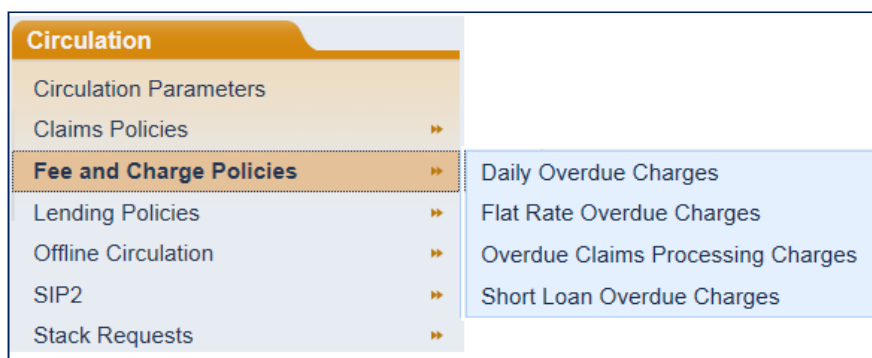 Circulation
Circulation Parameters
Claims Policies
Fee and Charge Policies
Lending Policies
Offline Circulation
SIP2
Stack Requests
Daily Overdue Charges
Flat Rate Overdue Charges
Overdue Claims Processing Charges
Short Loan Overdue Charges